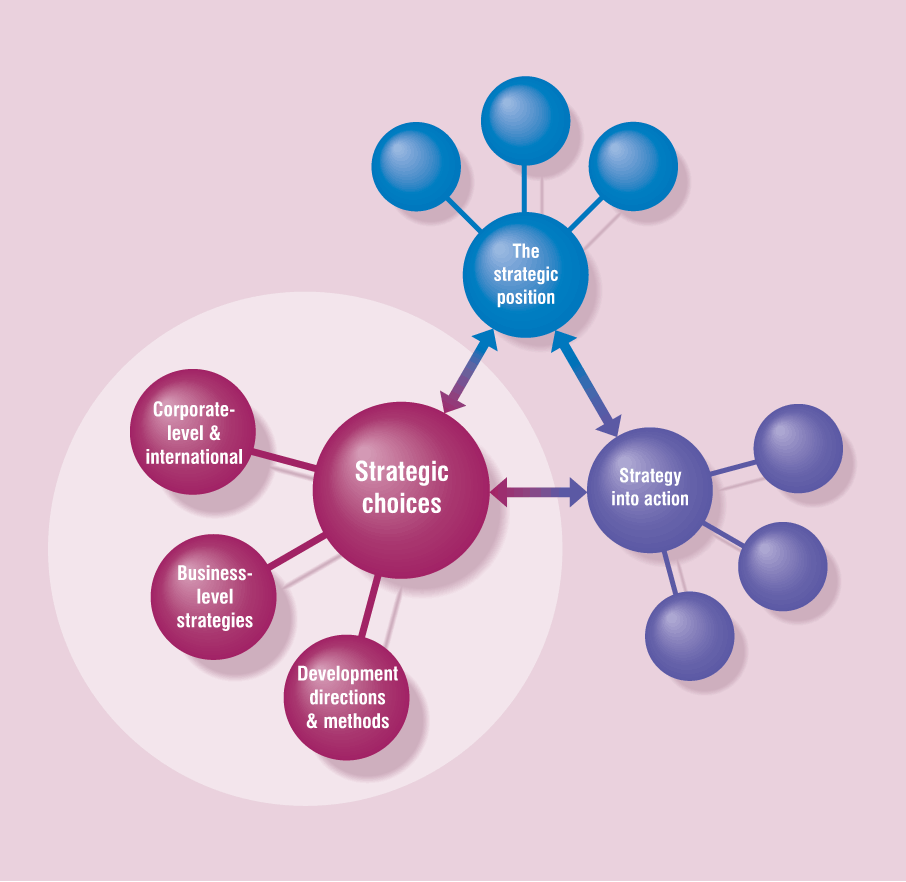 The
strategic
position
Corporate-
level &
international
Strategic
choices
Strategy
into action
Business-
level
strategies
Development
directions
& methods